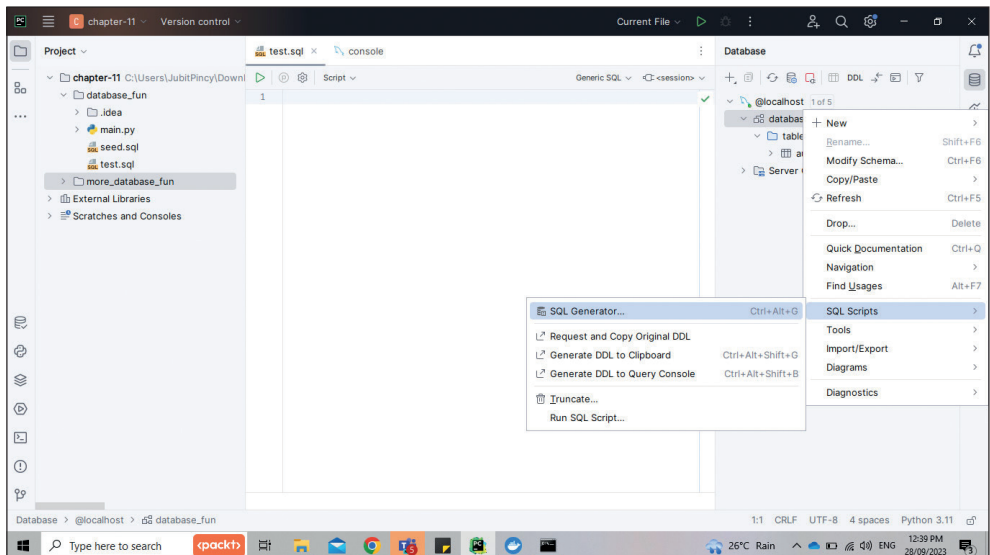 PC
C chapter-11 Version control Current File
Project
test.sql × console
Database
chapter-11 C:\Users\JubitPincy\Downl
Script
Generic SQL <session>
DDL
database_fun
1
@localhost 1 of 5
.idea
databas
main.py
table
seed.sql
test.sql
more_database_fun
Server
External Libraries
Scratches and Consoles
New
Rename... Shift+F6
Modify Schema... Ctrl+F6
Copy/Paste
Refresh Ctrl+F5
Drop... Delete
Quick Documentation Ctrl+Q
Navigation
Find Usages Alt+F7
SQL Scripts
Tools
Import/Export
Diagrams
Diagnostics
SQL Generator... Ctrl+Alt+G
Request and Copy Original DDL
Generate DDL to Clipboard Ctrl+Alt+Shift+G
Generate DDL to Query Console Ctrl+Alt+Shift+B
Truncate...
Run SQL Script...
Database > @localhost > database_fun
1:1 CRLF UTF-8 4 spaces Python 3.11
Type here to search
<packt>
26°C Rain
ENG
12:39 PM
28/09/2023